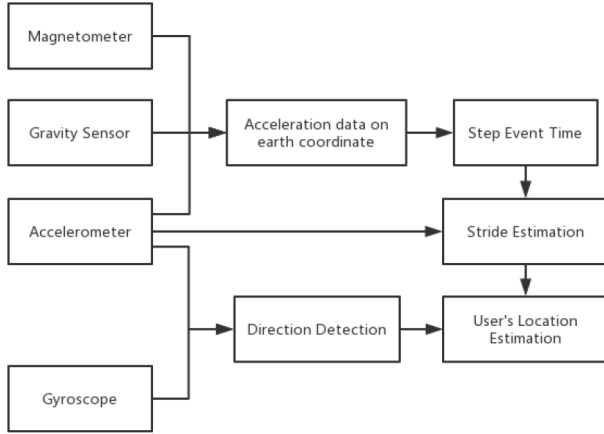 Magnetometer
Gravity Sensor
Acceleration data on
earth coordinate
Step Event Time
Accelerometer
Stride Estimation
Direction Detection
User's Location
Estimation
Gyroscope